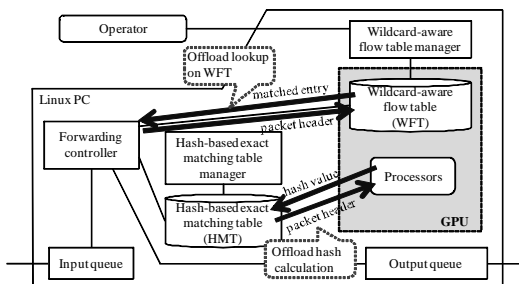 Operator
Wildcard-aware
flow table manager
Offload lookup
on WFT
Linux PC
matched entry
packet header
Wildcard-aware
flow table
(WFT)
Forwarding
controller
Hash-based exact
matching table
manager
hash value
packet header
Processors
Hash-based exact
matching table
(HMT)
GPU
Offload hash
calculation
Input queue
Output queue